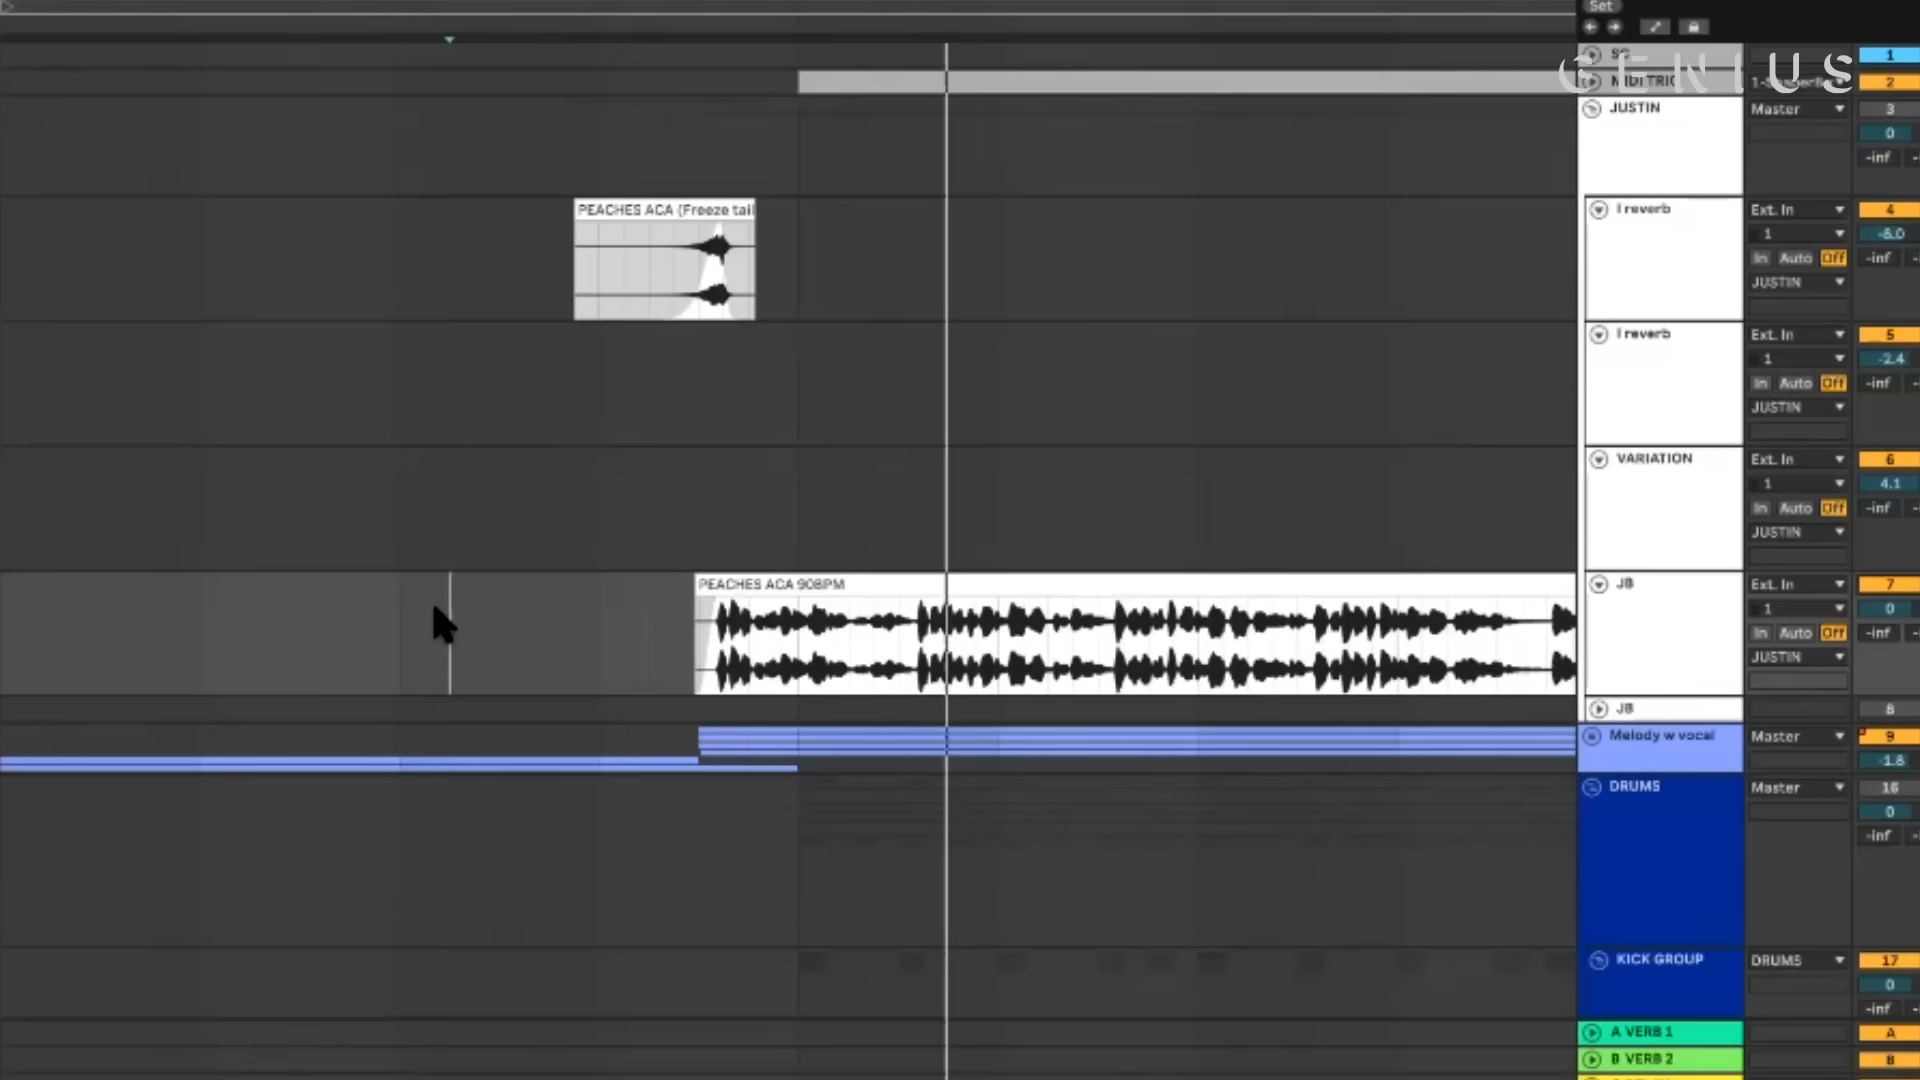 Set
GENIUS
SC
1
MIDI TRIG
2
JUSTIN
Master
3
0
-inf
PEACHES ACA (Freeze tail
I reverb
Ext. In
4
1
-8.0
In Auto Off
-inf
JUSTIN
I reverb
Ext. In
5
1
-2.4
In Auto Off
-inf
JUSTIN
VARIATION
Ext. In
6
1
4.1
In Auto Off
-inf
JUSTIN
PEACHES ACA 90BPM
JB
Ext. In
7
1
0
In Auto Off
-inf
JUSTIN
JB
8
Melody w vocal
Master
9
-1.8
DRUMS
Master
16
0
-inf
KICK GROUP
DRUMS
17
0
-inf
A VERB 1
A
B VERB 2
B